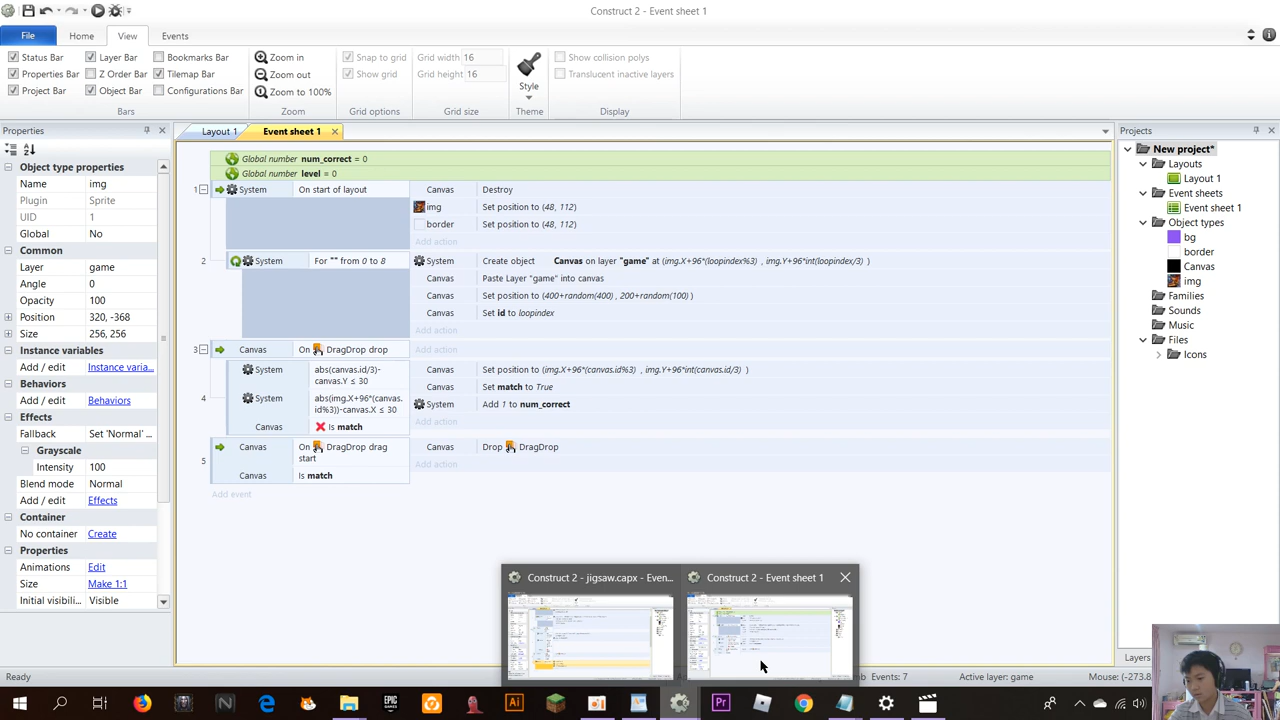 Construct 2 - Event sheet 1
File Home View Events
Status Bar Layer Bar Bookmarks Bar Zoom in Snap to grid Grid width 16 Show collision polys
Properties Bar Z Order Bar Tilemap Bar Zoom out Show grid Grid height 16 Translucent inactive layers
Project Bar Object Bar Configurations Bar Zoom to 100% Style
Bars Zoom Grid options Grid size Theme Display
Properties
Layout 1 Event sheet 1
Projects
Object type properties
Name img
Plugin Sprite
UID 1
Global No
Common
Layer game
Angle 0
Opacity 100
Position 320, -368
Size 256, 256
Instance variables
Add / edit Instance varia...
Behaviors
Add / edit Behaviors
Effects
Fallback Set 'Normal' ...
Grayscale
Intensity 100
Blend mode Normal
Add / edit Effects
Container
No container Create
Properties
Animations Edit
Size Make 1:1
Initial visibili... Visible
Global number num_correct = 0
Global number level = 0
1 System On start of layout Canvas Destroy
img Set position to (48, 112)
border Set position to (48, 112)
Add action
2 System For "" from 0 to 8 System Create object Canvas on layer "game" at (img.X+96*(loopindex%3) , img.Y+96*int(loopindex/3) )
Canvas Paste Layer "game" into canvas
Canvas Set position to (400+random(400) , 200+random(100) )
Canvas Set id to loopindex
Add action
3 Canvas On DragDrop drop Add action
4 System abs(canvas.id/3)-
canvas.Y ≤ 30
Canvas Set position to (img.X+96*(canvas.id%3) , img.Y+96*int(canvas.id/3) )
Canvas Set match to True
System abs(img.X+96*(canvas.
id%3))-canvas.X ≤ 30
System Add 1 to num_correct
Add action
Canvas Is match
5 Canvas On DragDrop drag
start
Canvas Drop DragDrop
Add action
Canvas Is match
Add event
New project*
Layouts
Layout 1
Event sheets
Event sheet 1
Object types
bg
border
Canvas
img
Families
Sounds
Music
Files
Icons
Construct 2 - jigsaw.capx - Even...
Construct 2 - Event sheet 1
Layers
Ready
Events: 7 Active layer: game Mouse: (-273.8
EPIC
GAMES
Ai
Pr